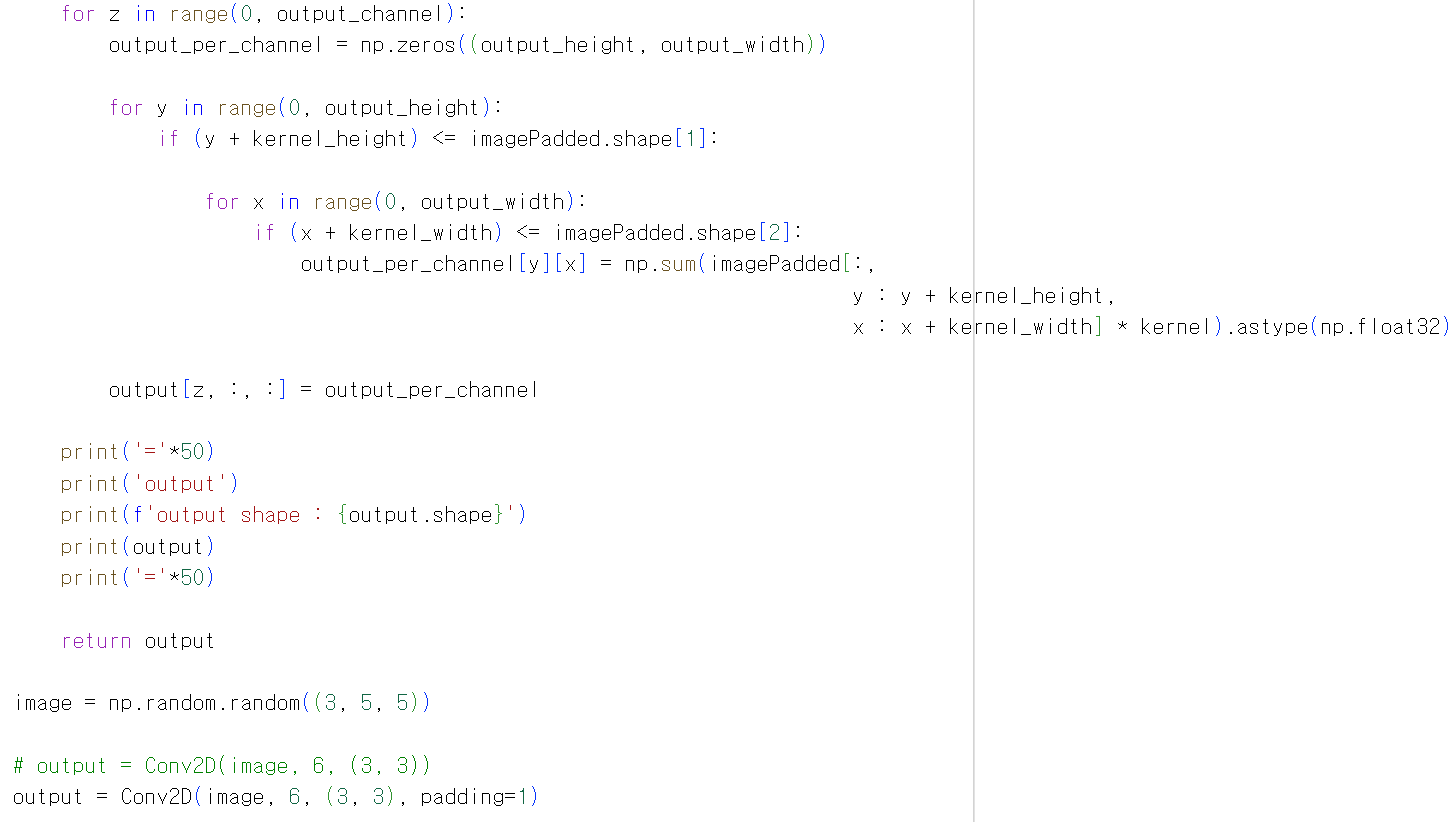 for z in range(0, output_channel):
output_per_channel = np.zeros((output_height, output_width))
for y in range(0, output_height):
if (y + kernel_height) <= imagePadded.shape[1]:
for x in range(0, output_width):
if (x + kernel_width) <= imagePadded.shape[2]:
output_per_channel[y][x] = np.sum(imagePadded[:,
y : y + kernel_height,
x : x + kernel_width] * kernel).astype(np.float32)
output[z, :, :] = output_per_channel
print('='*50)
print('output')
print(f'output shape : {output.shape}')
print(output)
print('='*50)
return output
image = np.random.random((3, 5, 5))
# output = Conv2D(image, 6, (3, 3))
output = Conv2D(image, 6, (3, 3), padding=1)